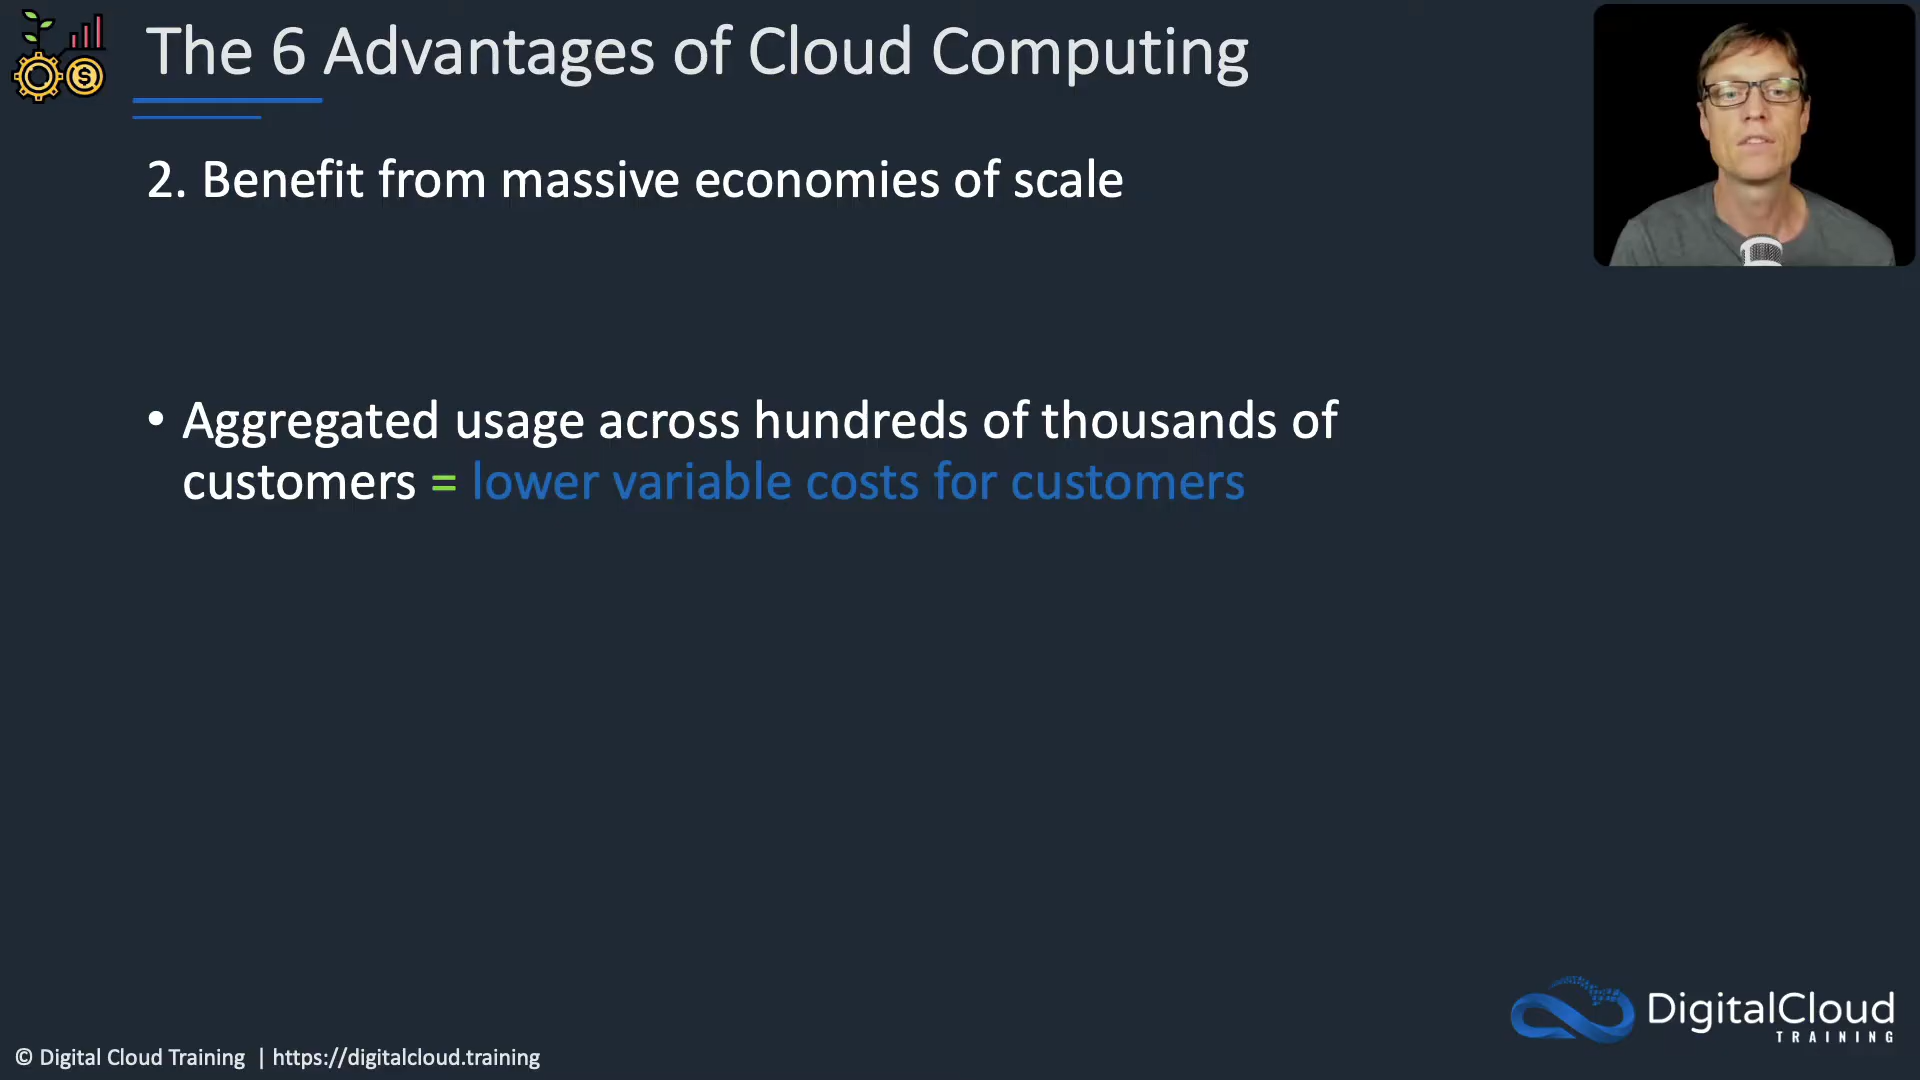 The 6 Advantages of Cloud Computing
2. Benefit from massive economies of scale
• Aggregated usage across hundreds of thousands of
customers = lower variable costs for customers
DigitalCloud
TRAINING
© Digital Cloud Training | https://digitalcloud.training